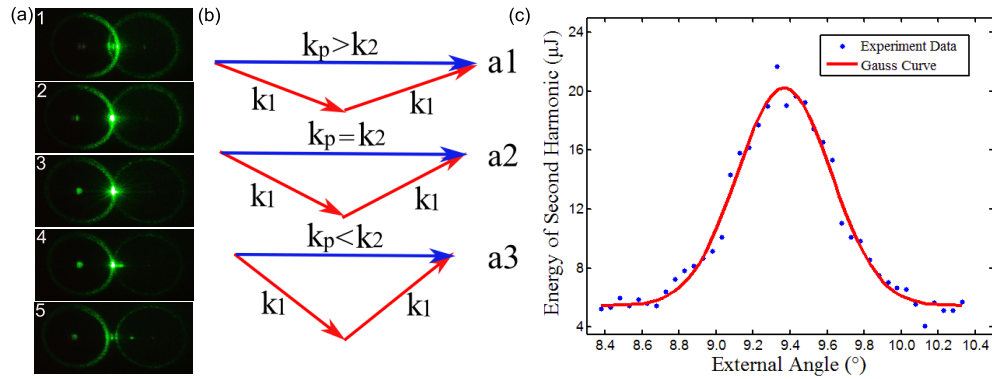 (a)
1
2
3
4
5
(b)
kp>k2
k1
k1
a1
kp=k2
k1
k1
a2
kp<k2
k1
k1
a3
(c)
Energy of Second Harmonic (μJ)
24
20
16
12
8
4
Experiment Data
Gauss Curve
8.4 8.6 8.8 9.0 9.2 9.4 9.6 9.8 10.0 10.2 10.4
External Angle (°)